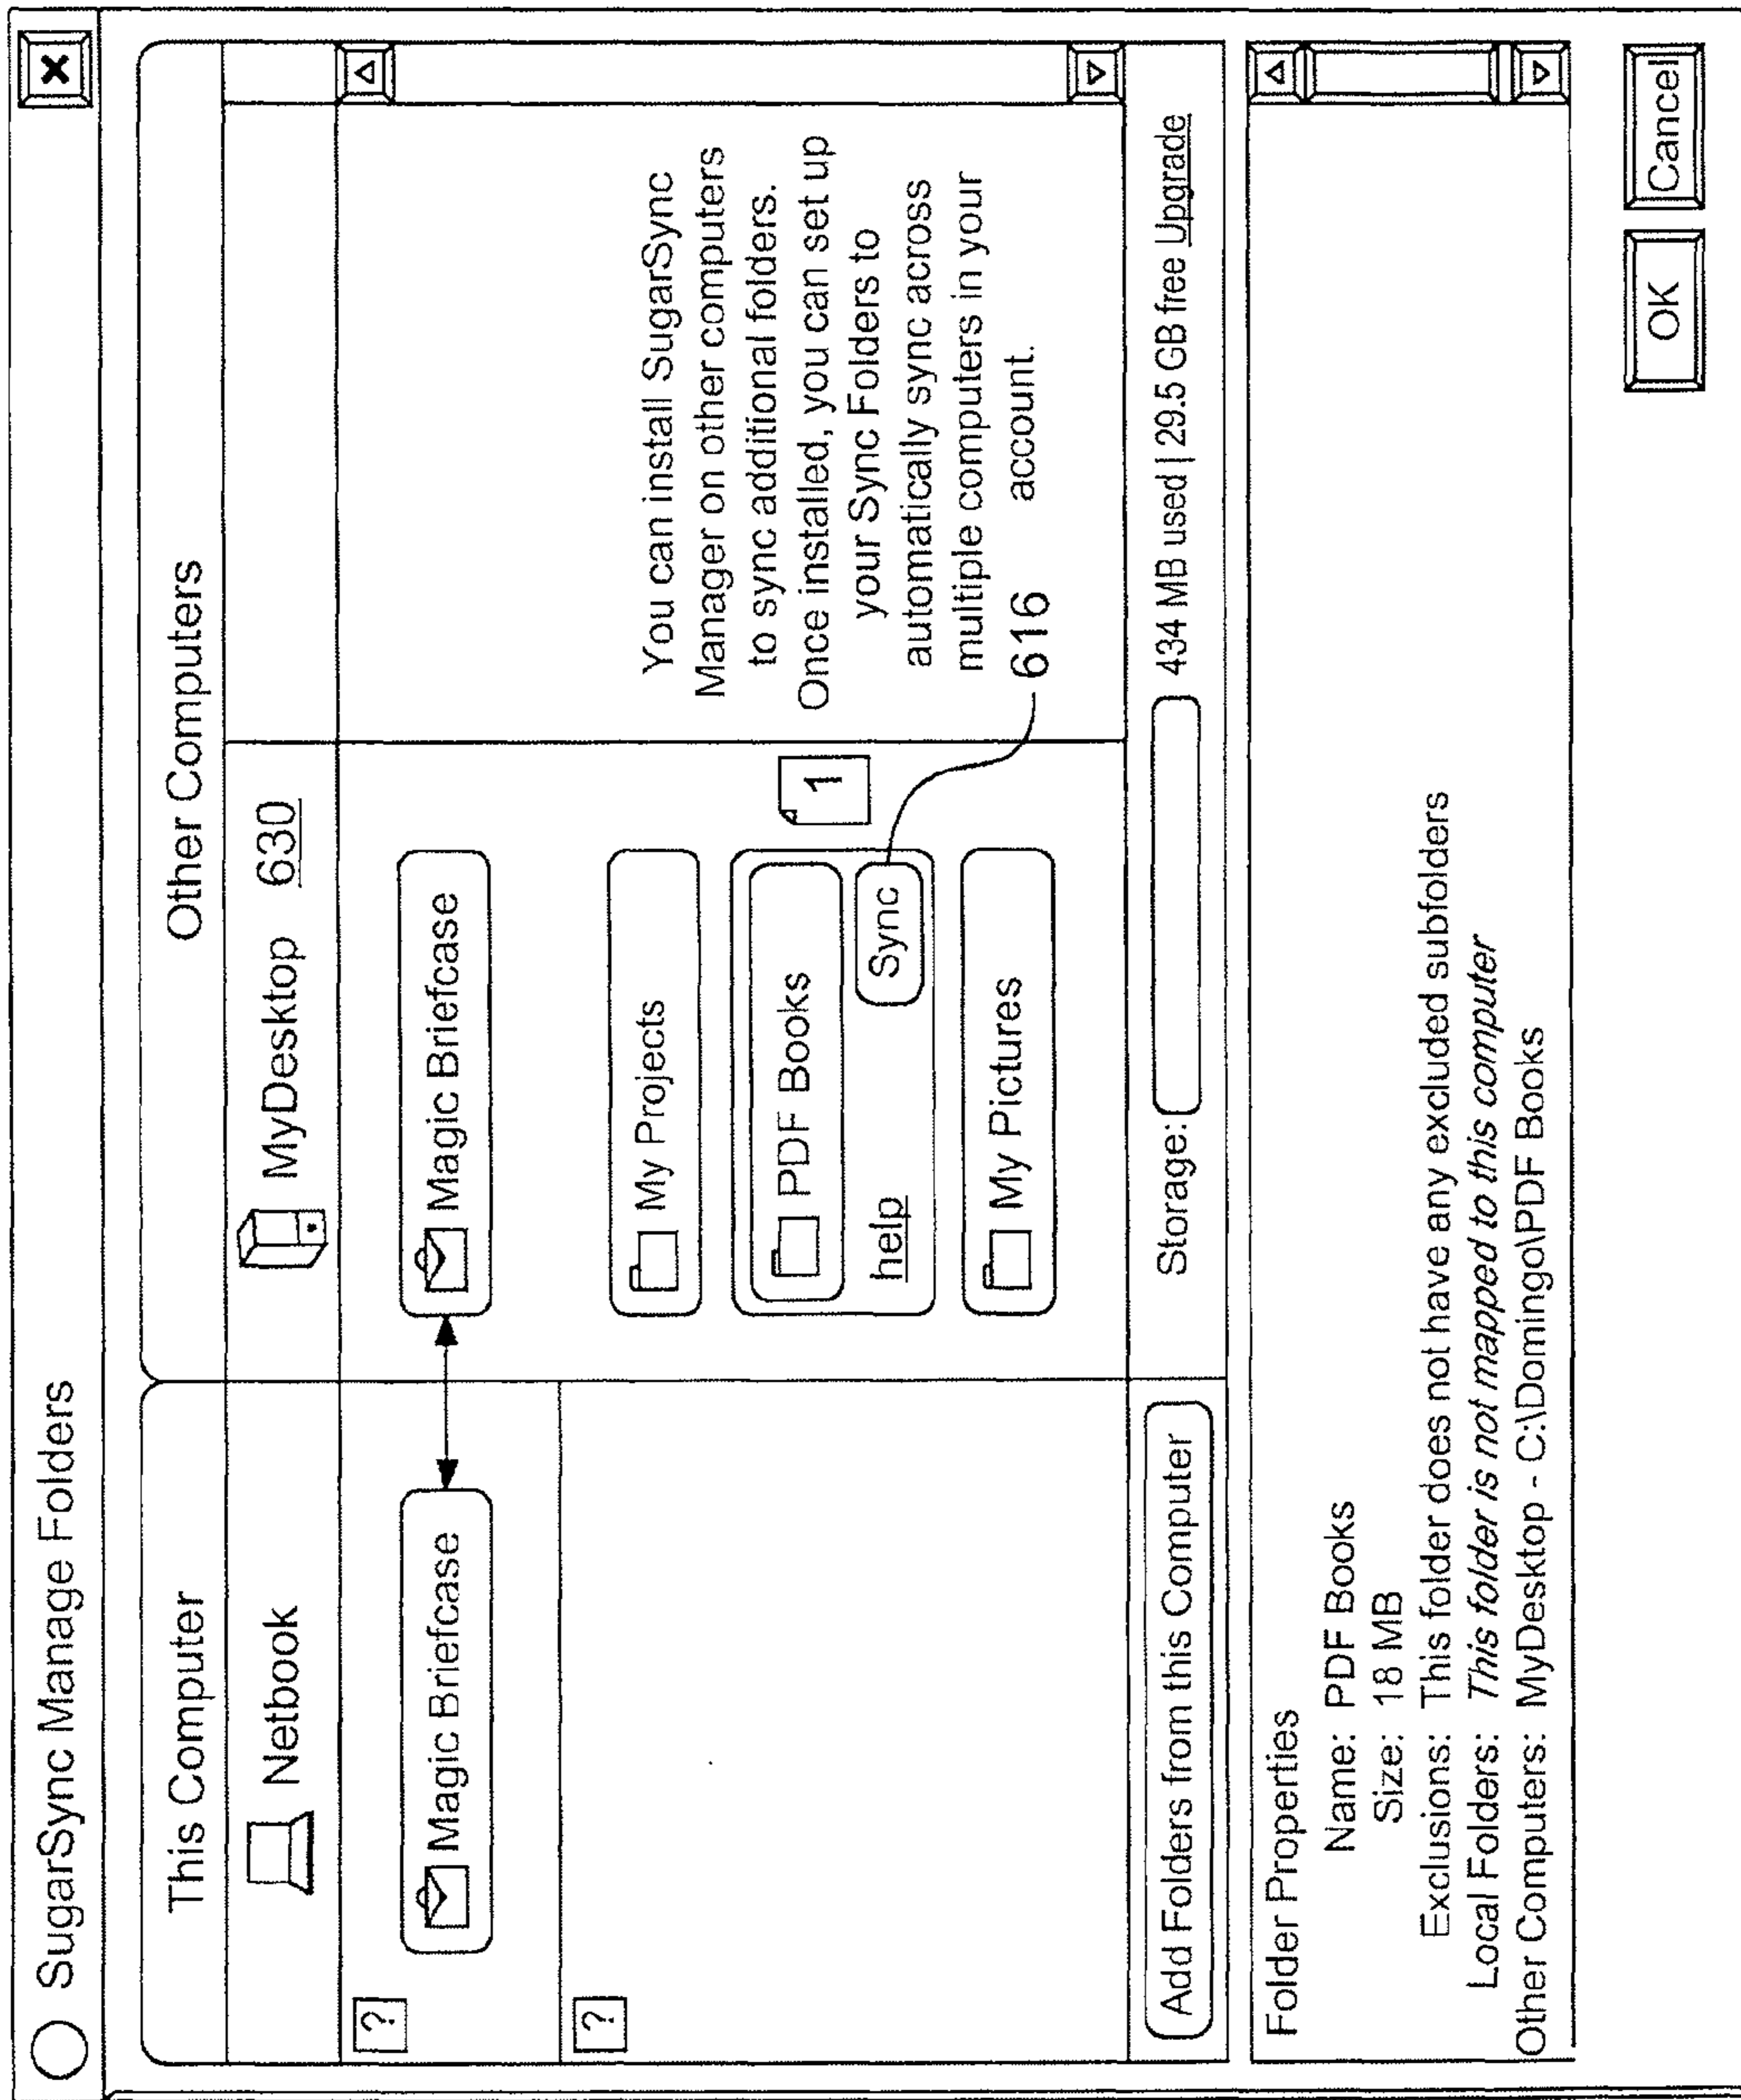 SugarSync Manage Folders
X
This Computer
Other Computers
Netbook
MyDesktop 630
?
Magic Briefcase
Magic Briefcase
?
My Projects
PDF Books
1
help
Sync
616
My Pictures
You can install SugarSync
Manager on other computers
to sync additional folders.
Once installed, you can set up
your Sync Folders to
automatically sync across
multiple computers in your
account.
Add Folders from this Computer
Storage: 434 MB used | 29.5 GB free Upgrade
Folder Properties
Name: PDF Books
Size: 18 MB
Exclusions: This folder does not have any excluded subfolders
Local Folders: This folder is not mapped to this computer
Other Computers: MyDesktop - C:\Domingo\PDF Books
OK
Cancel